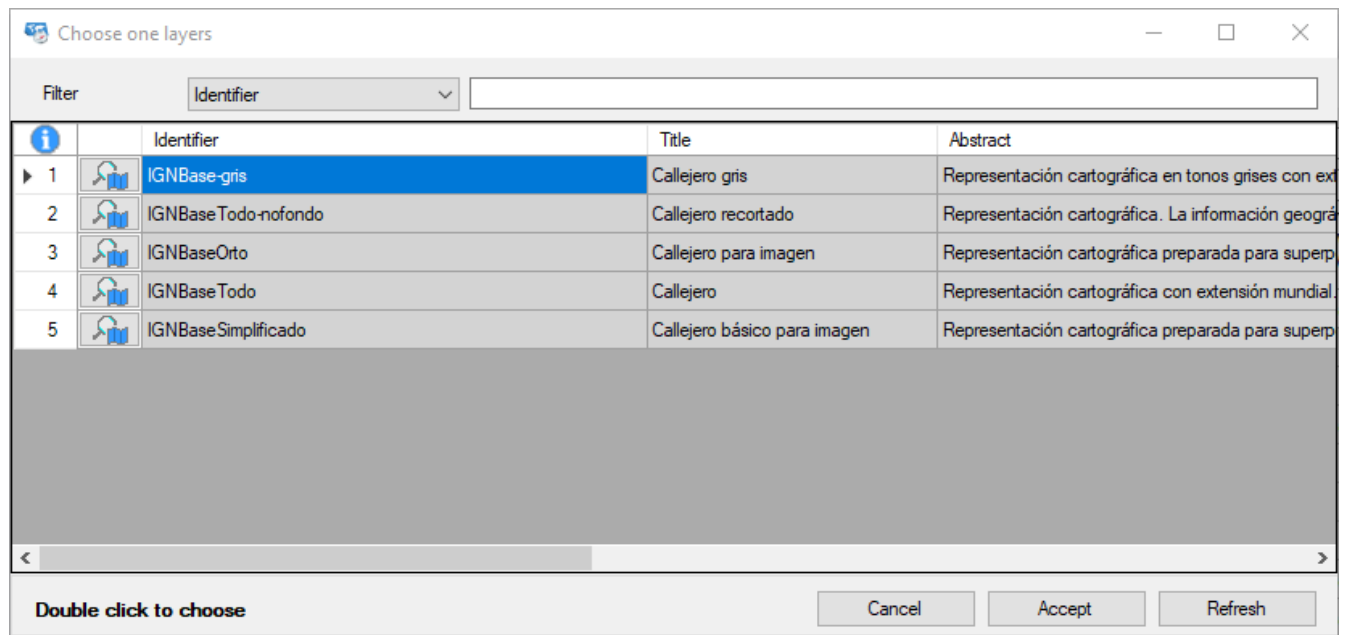 Choose one layers
Filter Identifier
Identifier Title Abstract
1 IGNBase-gris Callejero gris Representación cartográfica en tonos grises con ext
2 IGNBaseTodo-nofondo Callejero recortado Representación cartográfica. La información geográ
3 IGNBaseOrto Callejero para imagen Representación cartográfica preparada para superp
4 IGNBaseTodo Callejero Representación cartográfica con extensión mundial.
5 IGNBaseSimplificado Callejero básico para imagen Representación cartográfica preparada para superp
Double click to choose Cancel Accept Refresh